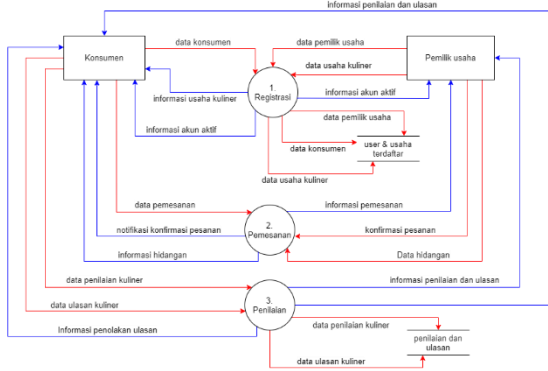 informasi penilaian dan ulasan
Konsumen
data konsumen
data pemilik usaha
Pemilik usaha
data usaha kuliner
1.
Registrasi
informasi usaha kuliner
informasi akun aktif
informasi akun aktif
data pemilik usaha
data konsumen
user & usaha
terdaftar
data usaha kuliner
data pemesanan
informasi pemesanan
2.
Pemesanan
notifikasi konfirmasi pesanan
konfirmasi pesanan
informasi hidangan
Data hidangan
data penilaian kuliner
informasi penilaian dan ulasan
3.
Penilaian
data ulasan kuliner
Informasi penolakan ulasan
data penilaian kuliner
penilaian dan
ulasan
data ulasan kuliner